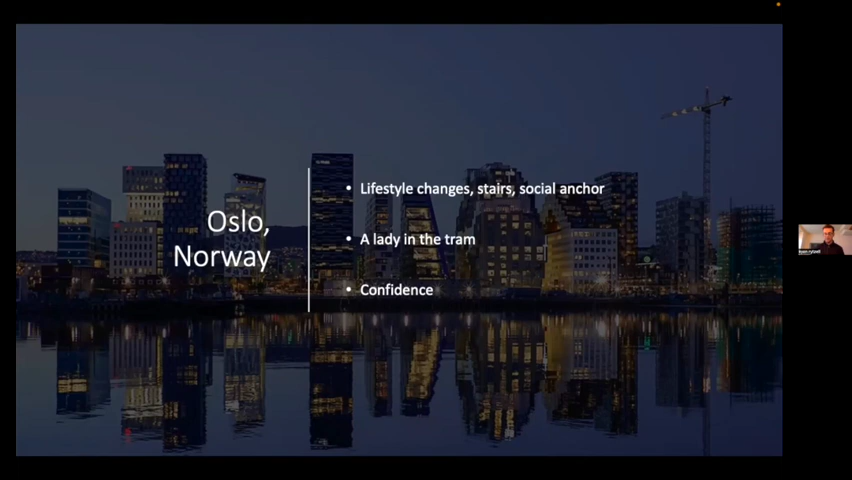 Oslo,
Norway
• Lifestyle changes, stairs, social anchor
• A lady in the tram
• Confidence